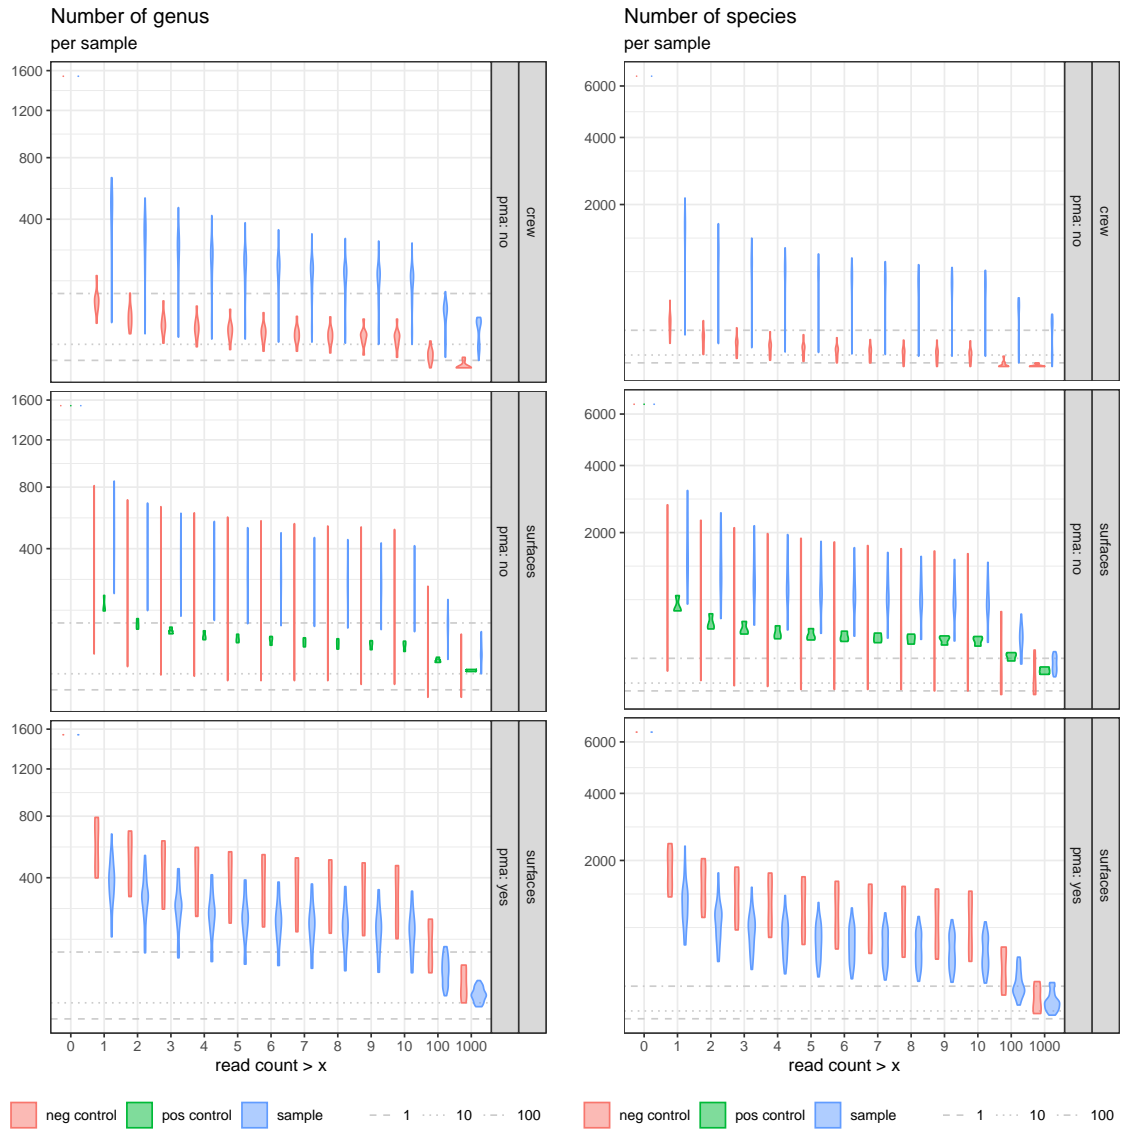 Number of genus
per sample
1600
1200
800
400
pma: no
crew
1600
1200
800
400
pma: no
surfaces
1600
1200
800
400
pma: yes
surfaces
0 1 2 3 4 5 6 7 8 9 10 100 1000
read count > x
neg control pos control sample 1 10 100
Number of species
per sample
6000
4000
2000
pma: no
crew
6000
4000
2000
pma: no
surfaces
6000
4000
2000
pma: yes
surfaces
0 1 2 3 4 5 6 7 8 9 10 100 1000
read count > x
neg control pos control sample 1 10 100